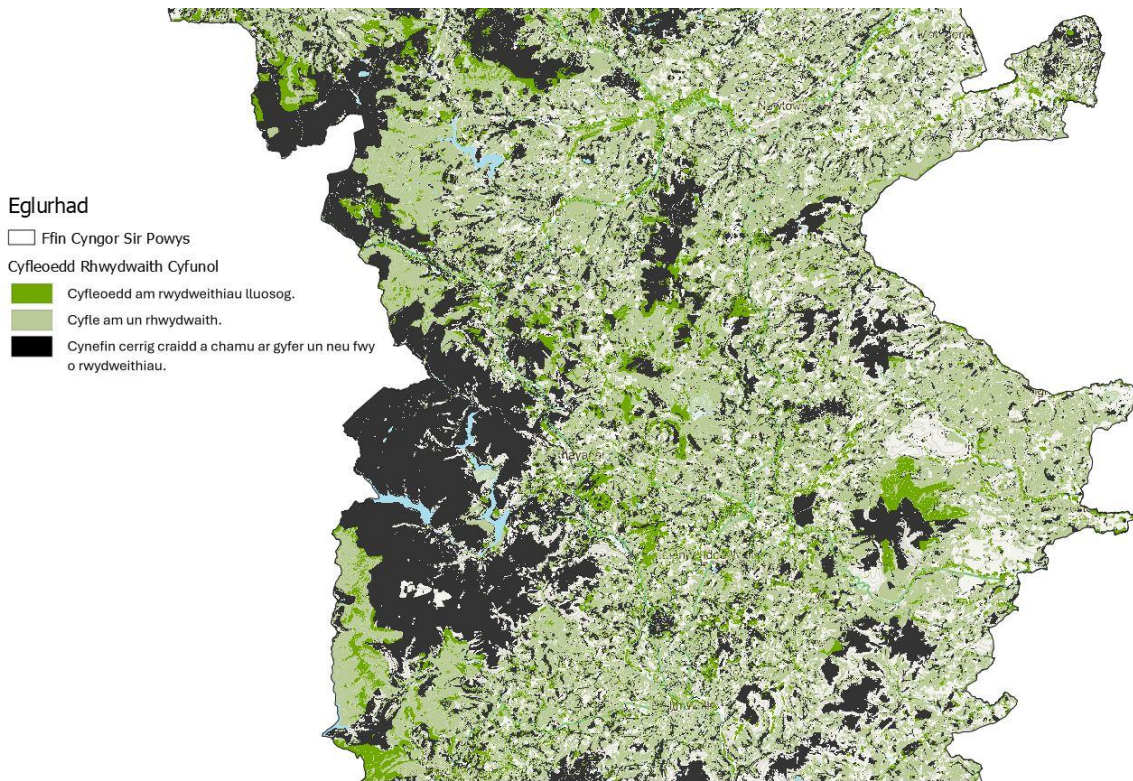 Newtown
Eglurhad
Ffin Cyngor Sir Powys
Cyfleoedd Rhwydwaith Cyfunol
Cyfleoedd am rwydweithiau lluosog.
Cyfle am un rhwydwaith.
Cynefin cerrig craidd a chamu ar gyfer un neu fwy
o rwydweithiau.